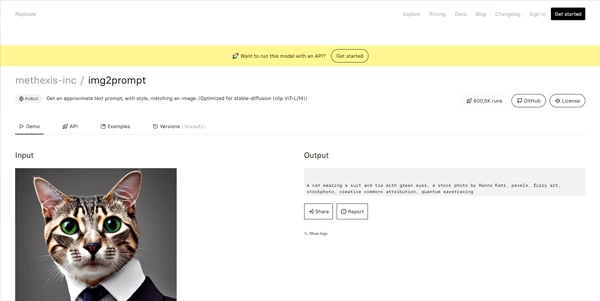 Replicate
Explore Pricing Docs Blog Changelog Sign in Get started
Want to run this model with an API? Get started
methexis-inc / img2prompt
PUBLIC Get an approximate text prompt, with style, matching an image. (Optimized for stable-diffusion (clip ViT-L/14))
600.5K runs GitHub License
Demo API Examples Versions
Input
Output
a cat wearing a suit and tie with green eyes, a stock photo by Hanns Katz, pexels, furry art,
stockphoto, creative commons attribution, quantum wavetracing
Share Report
Show logs